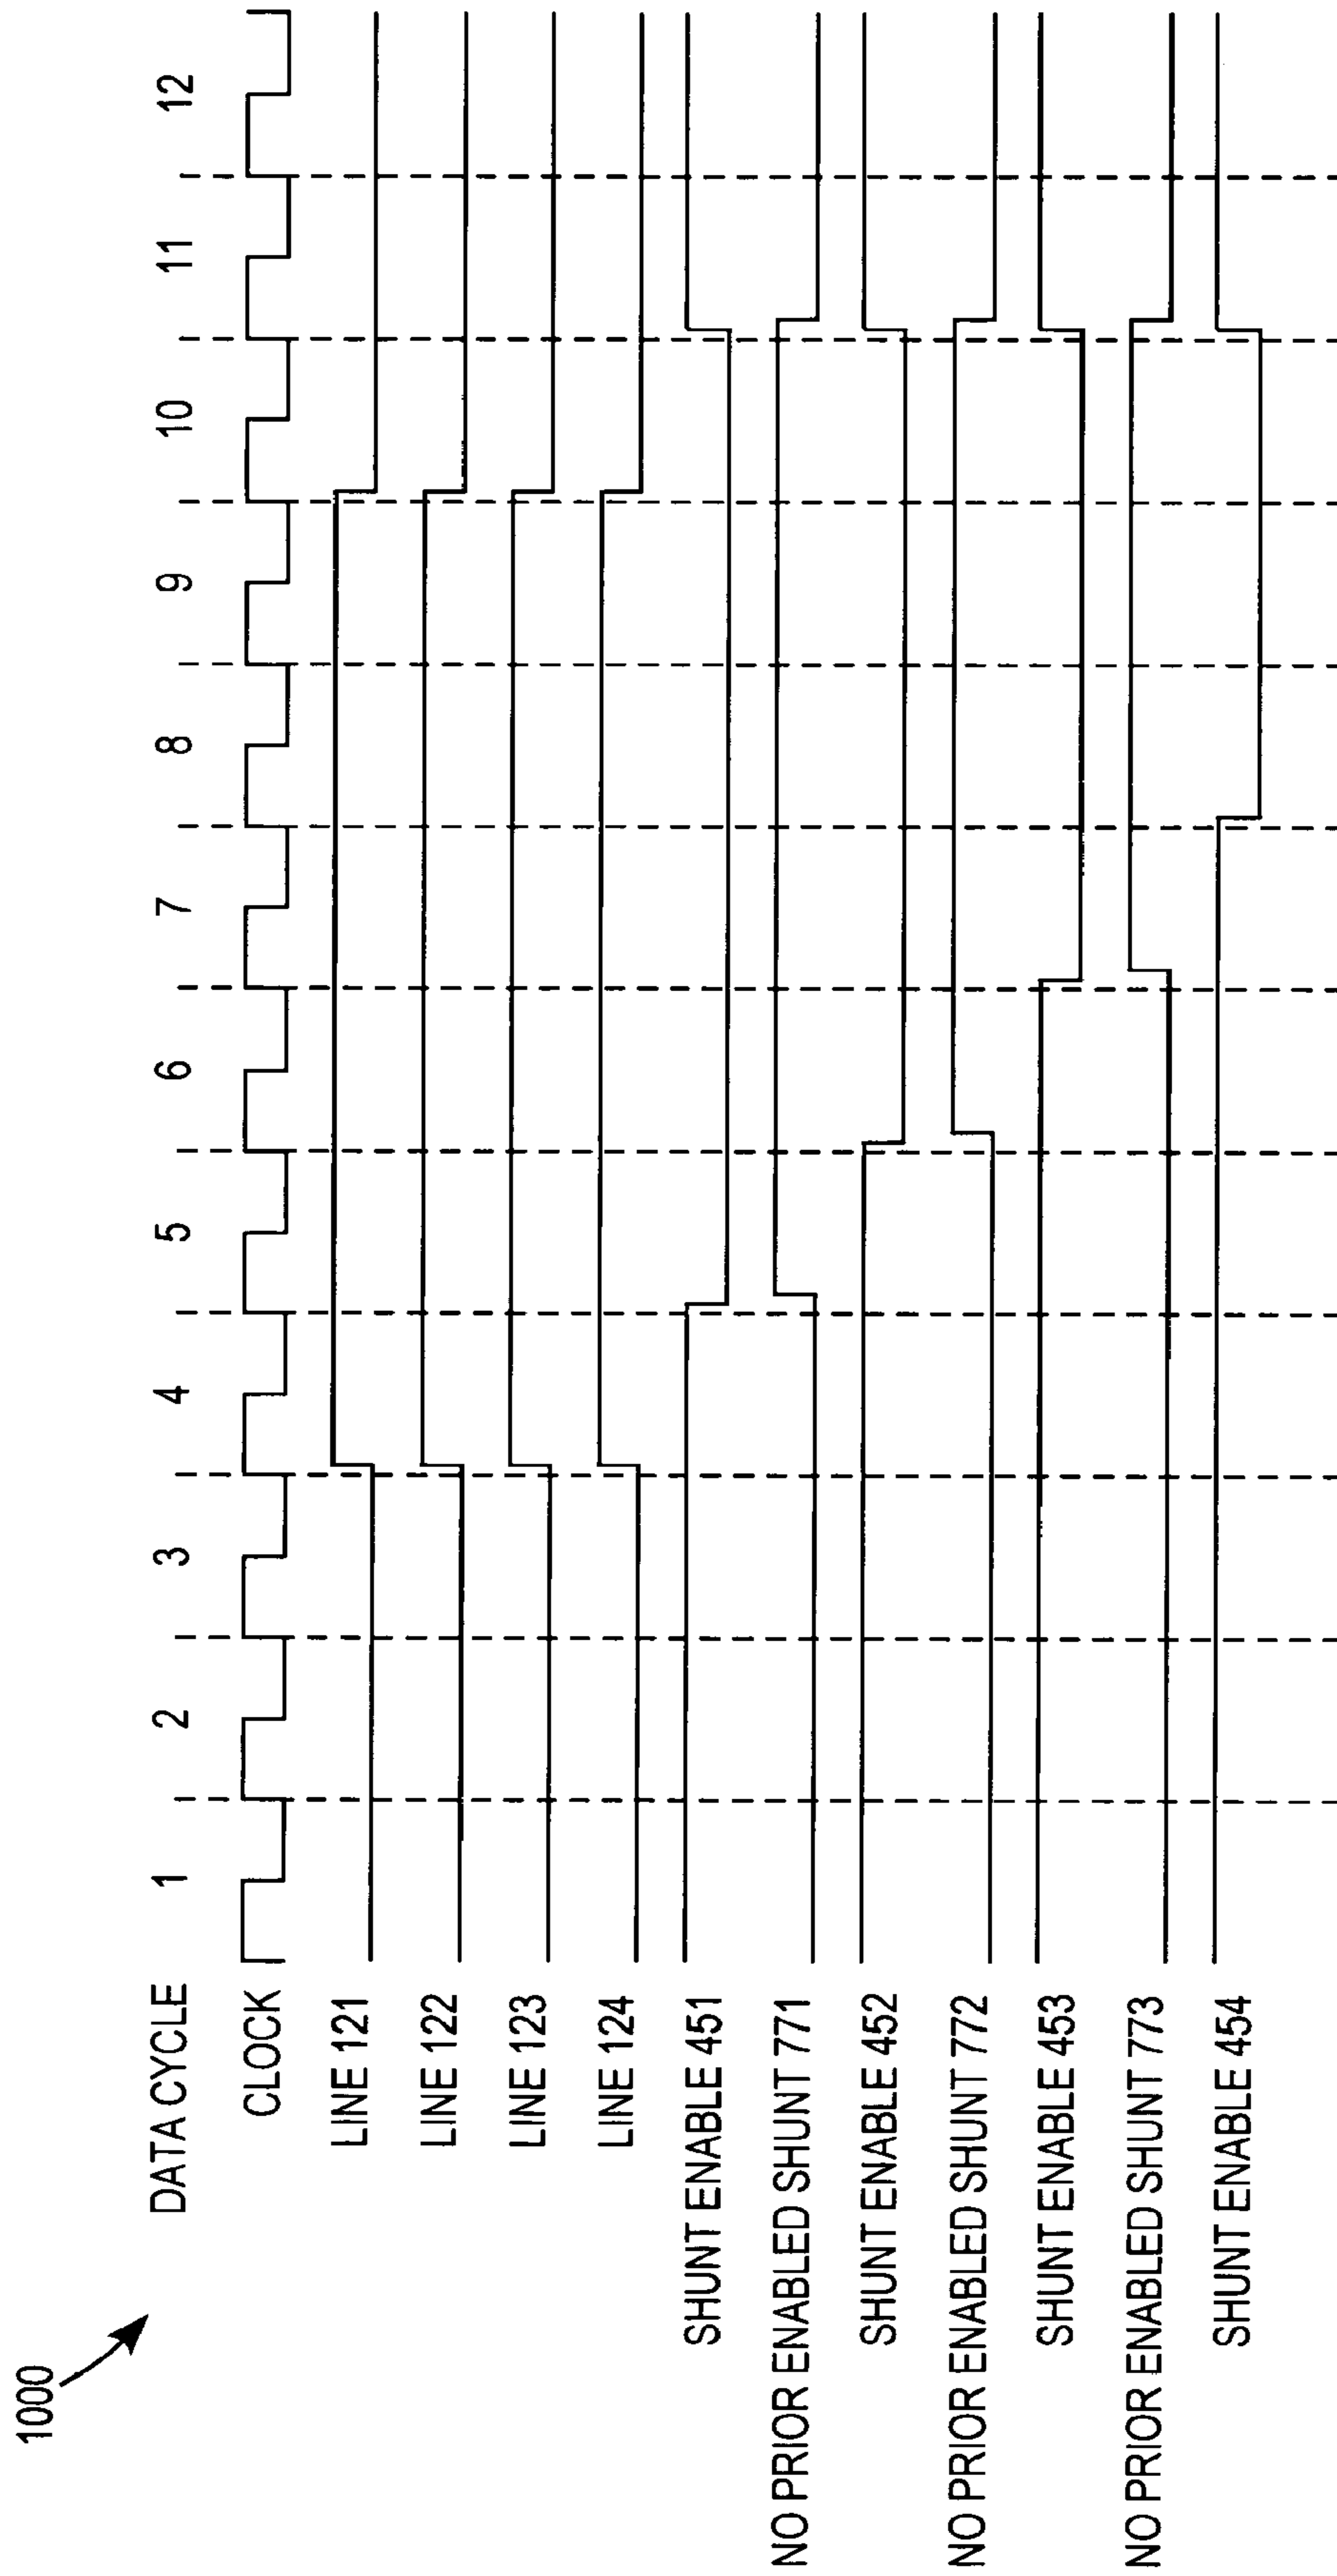 1000
DATA CYCLE 1 2 3 4 5 6 7 8 9 10 11 12
CLOCK
LINE 121
LINE 122
LINE 123
LINE 124
SHUNT ENABLE 451
NO PRIOR ENABLED SHUNT 771
SHUNT ENABLE 452
NO PRIOR ENABLED SHUNT 772
SHUNT ENABLE 453
NO PRIOR ENABLED SHUNT 773
SHUNT ENABLE 454